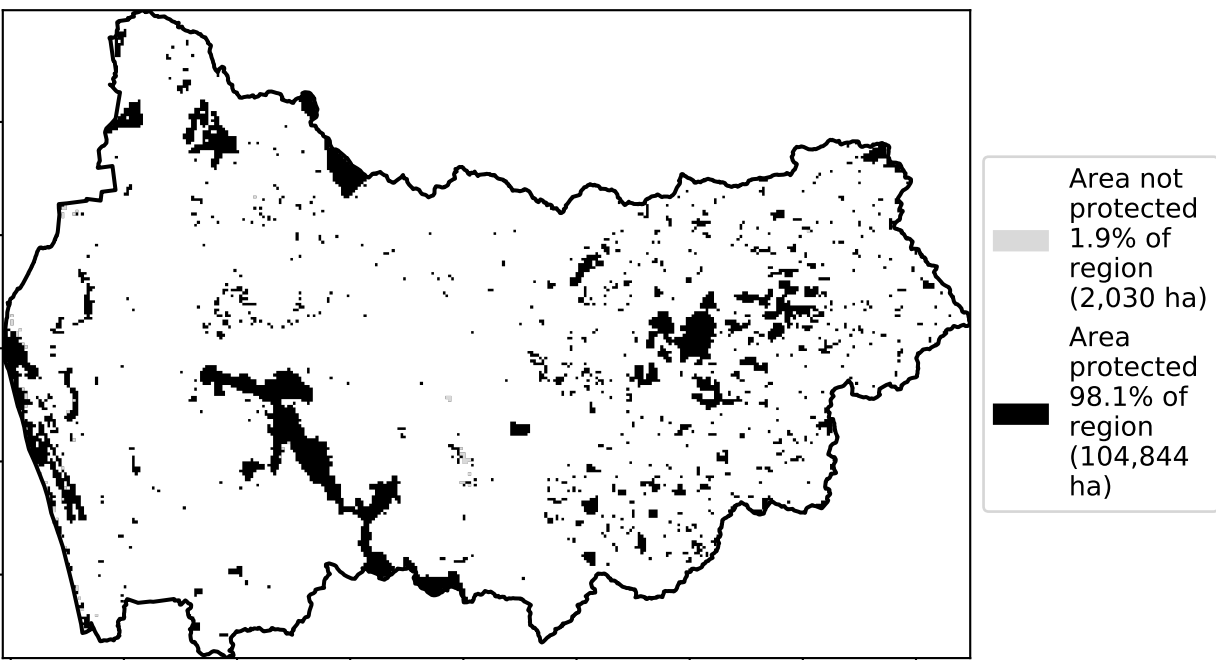 Area not
protected
1.9% of
region
(2,030 ha)
Area
protected
98.1% of
region
(104,844
ha)